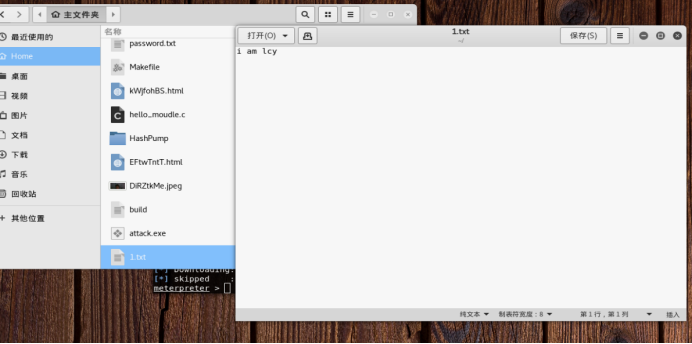 主文件夹
最近使用的
Home
桌面
视频
图片
文档
下载
音乐
回收站
+ 其他位置
名称
password.txt
Makefile
kWjfohBS.html
hello_moudle.c
HashPump
EFtwTntT.html
DiRZtkMe.jpeg
build
attack.exe
1.txt
[*] Downloading:
[*] skipped :
meterpreter >
打开(O)
1.txt
~/
保存(S)
i am lcy
纯文本
制表符宽度：8
第 1 行，第 1 列
插入